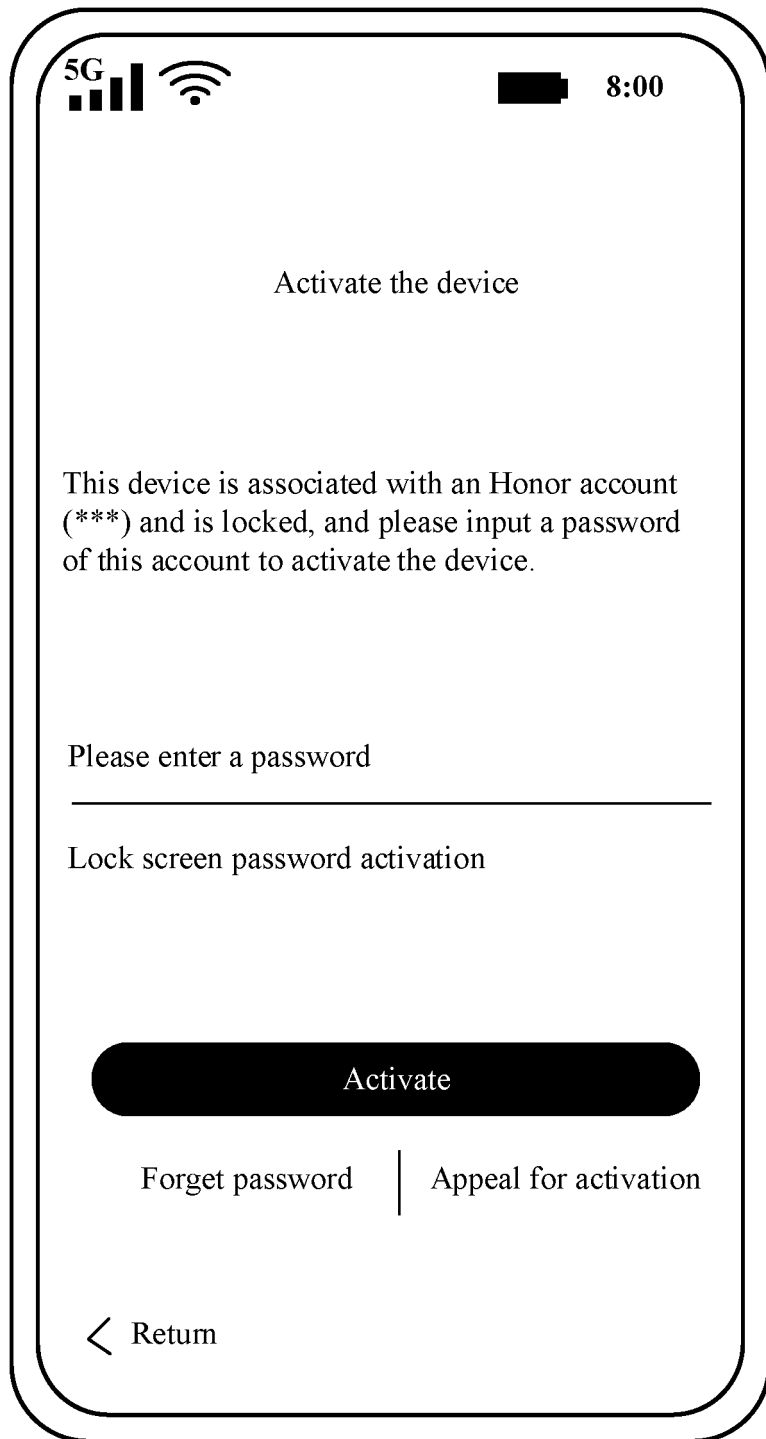 5G
8:00
Activate the device
This device is associated with an Honor account
(***) and is locked, and please input a password
of this account to activate the device.
Please enter a password
Lock screen password activation
Activate
Forget password
Appeal for activation
Return